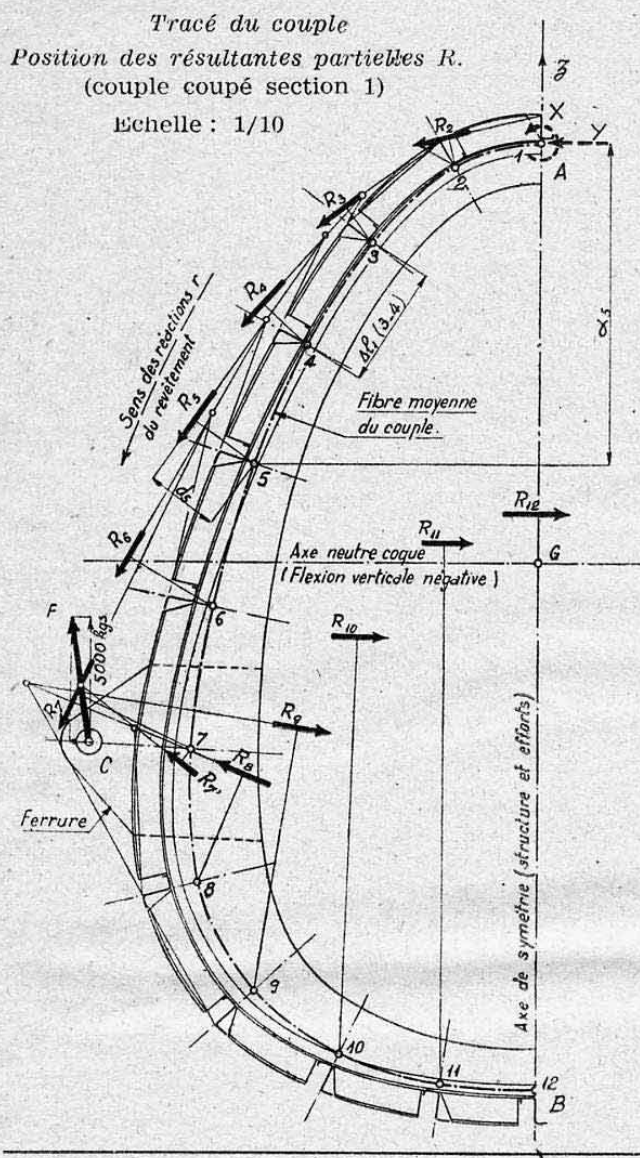 Tracé du couple
Position des résultantes partielles R.
(couple coupé section 1)
Echelle : 1/10
z
X
Y
1
A
R2
2
R3
3
R4
4
Δl1 (3-4)
α5
Sens des réactions r
du revêtement
R5
Fibre moyenne
du couple.
5
d5
R12
R11
R6
Axe neutre coque
(Flexion verticale négative)
G
6
R10
F
5000 kgs
R7
R9
7
C
R8
R7'
Ferrure
Axe de symétrie (structure et efforts)
8
9
10
11
12
B